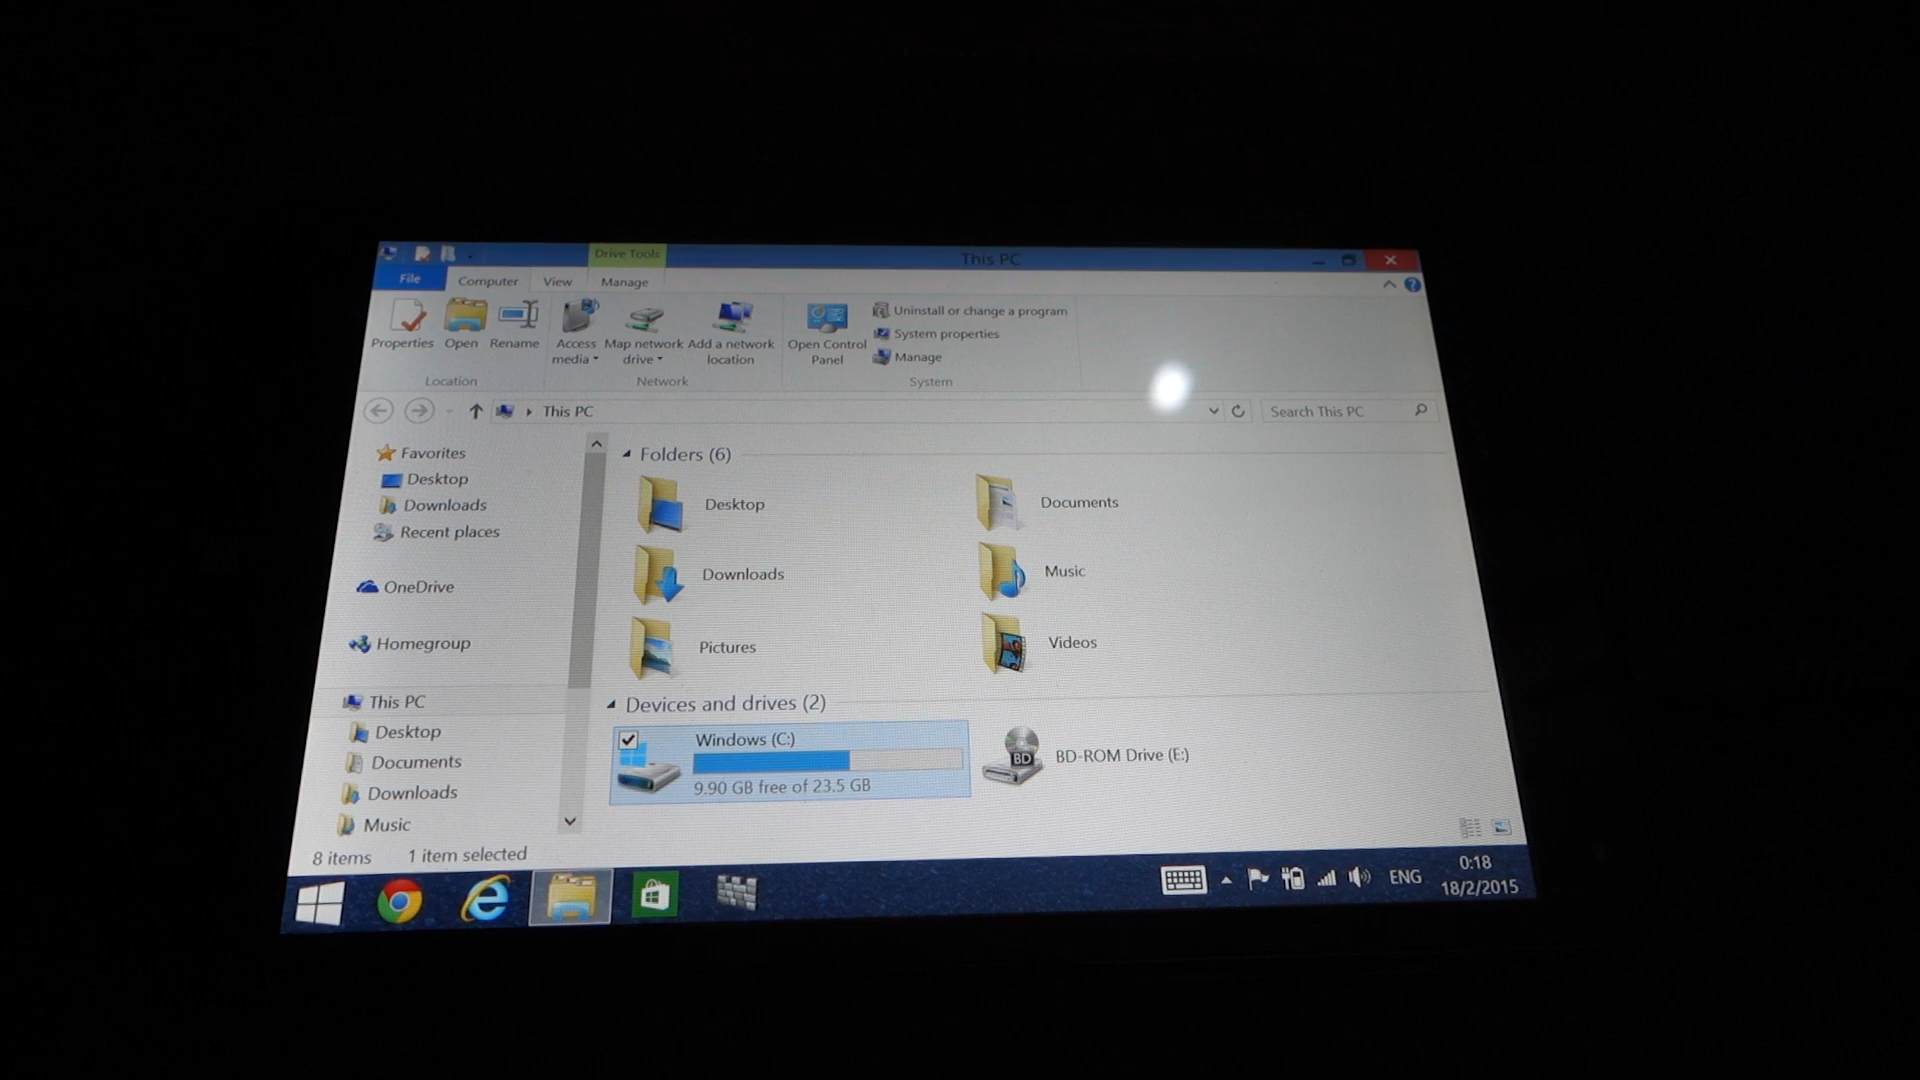 Drive Tools
This PC
File
Computer
View
Manage
Properties
Open
Rename
Access media
Map network drive
Add a network location
Open Control Panel
Uninstall or change a program
System properties
Manage
Location
Network
System
This PC
Search This PC
Favorites
Desktop
Downloads
Recent places
OneDrive
Homegroup
This PC
Desktop
Documents
Downloads
Music
Folders (6)
Desktop
Documents
Downloads
Music
Pictures
Videos
Devices and drives (2)
Windows (C:)
9.90 GB free of 23.5 GB
BD
BD-ROM Drive (E:)
8 items
1 item selected
ENG
0:18
18/2/2015